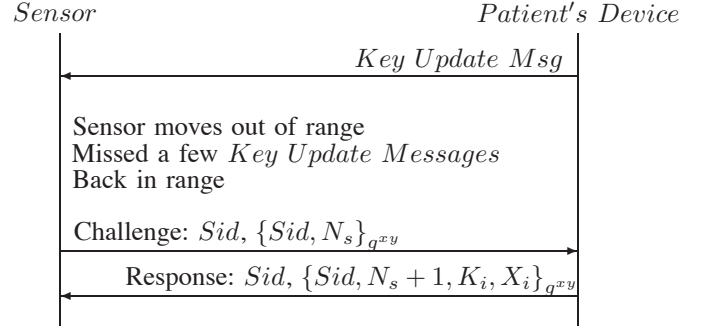 Sensor Patient's Device
Key Update Msg
Sensor moves out of range
Missed a few Key Update Messages
Back in range
Challenge: Sid, {Sid, N_s}_{g^{xy}}
Response: Sid, {Sid, N_s + 1, K_i, X_i}_{g^{xy}}